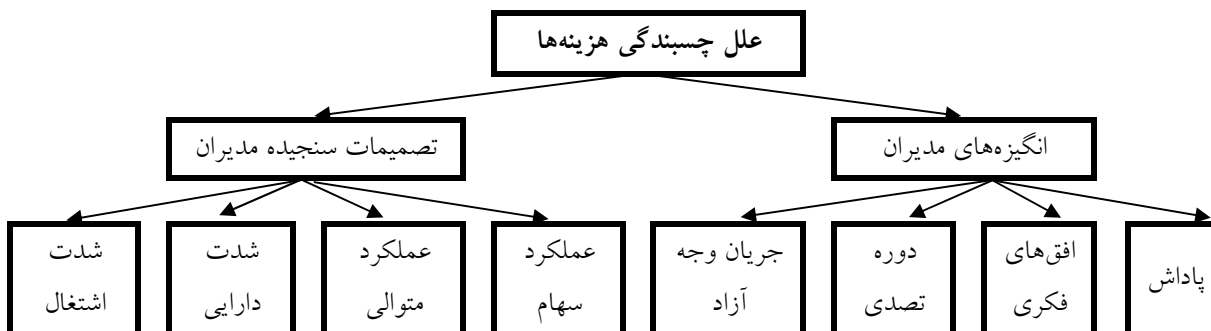 علل چسبندگی هزینه‌ها
انگیزه‌های مدیران
تصمیمات سنجیده مدیران
پاداش
افق‌های
فکری
دوره
تصدی
جریان وجه
آزاد
عملکرد
سهام
عملکرد
متوالی
شدت
دارایی
شدت
اشتغال